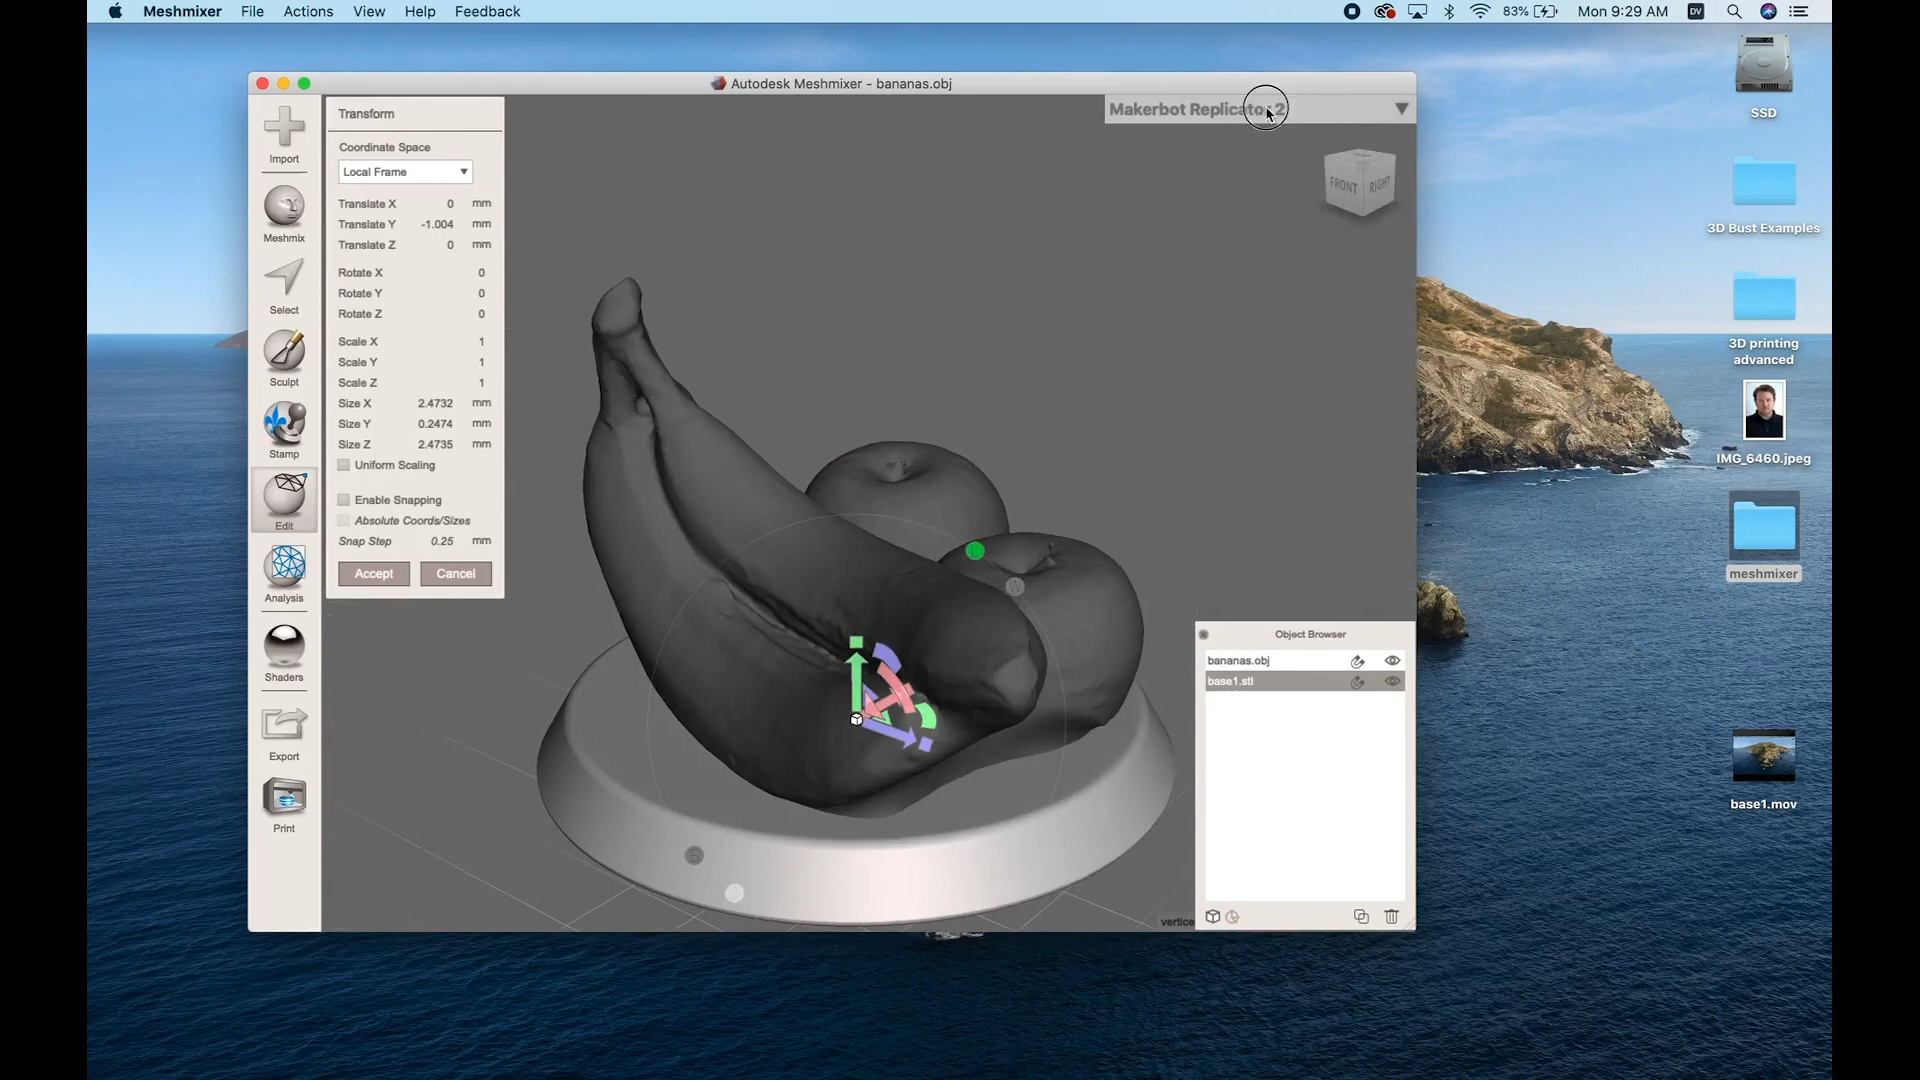 Meshmixer File Actions View Help Feedback
83% Mon 9:29 AM DV
Autodesk Meshmixer - bananas.obj
Import
Meshmix
Select
Sculpt
Stamp
Edit
Analysis
Shaders
Export
Print
Transform
Coordinate Space
Local Frame
Translate X 0 mm
Translate Y -1.004 mm
Translate Z 0 mm
Rotate X 0
Rotate Y 0
Rotate Z 0
Scale X 1
Scale Y 1
Scale Z 1
Size X 2.4732 mm
Size Y 0.2474 mm
Size Z 2.4735 mm
Uniform Scaling
Enable Snapping
Absolute Coords/Sizes
Snap Step 0.25 mm
Accept Cancel
Makerbot Replicator 2
FRONT RIGHT
L
W
S
vertice
Object Browser
bananas.obj
base1.stl
SSD
3D Bust Examples
3D printing
advanced
IMG_6460.jpeg
meshmixer
base1.mov